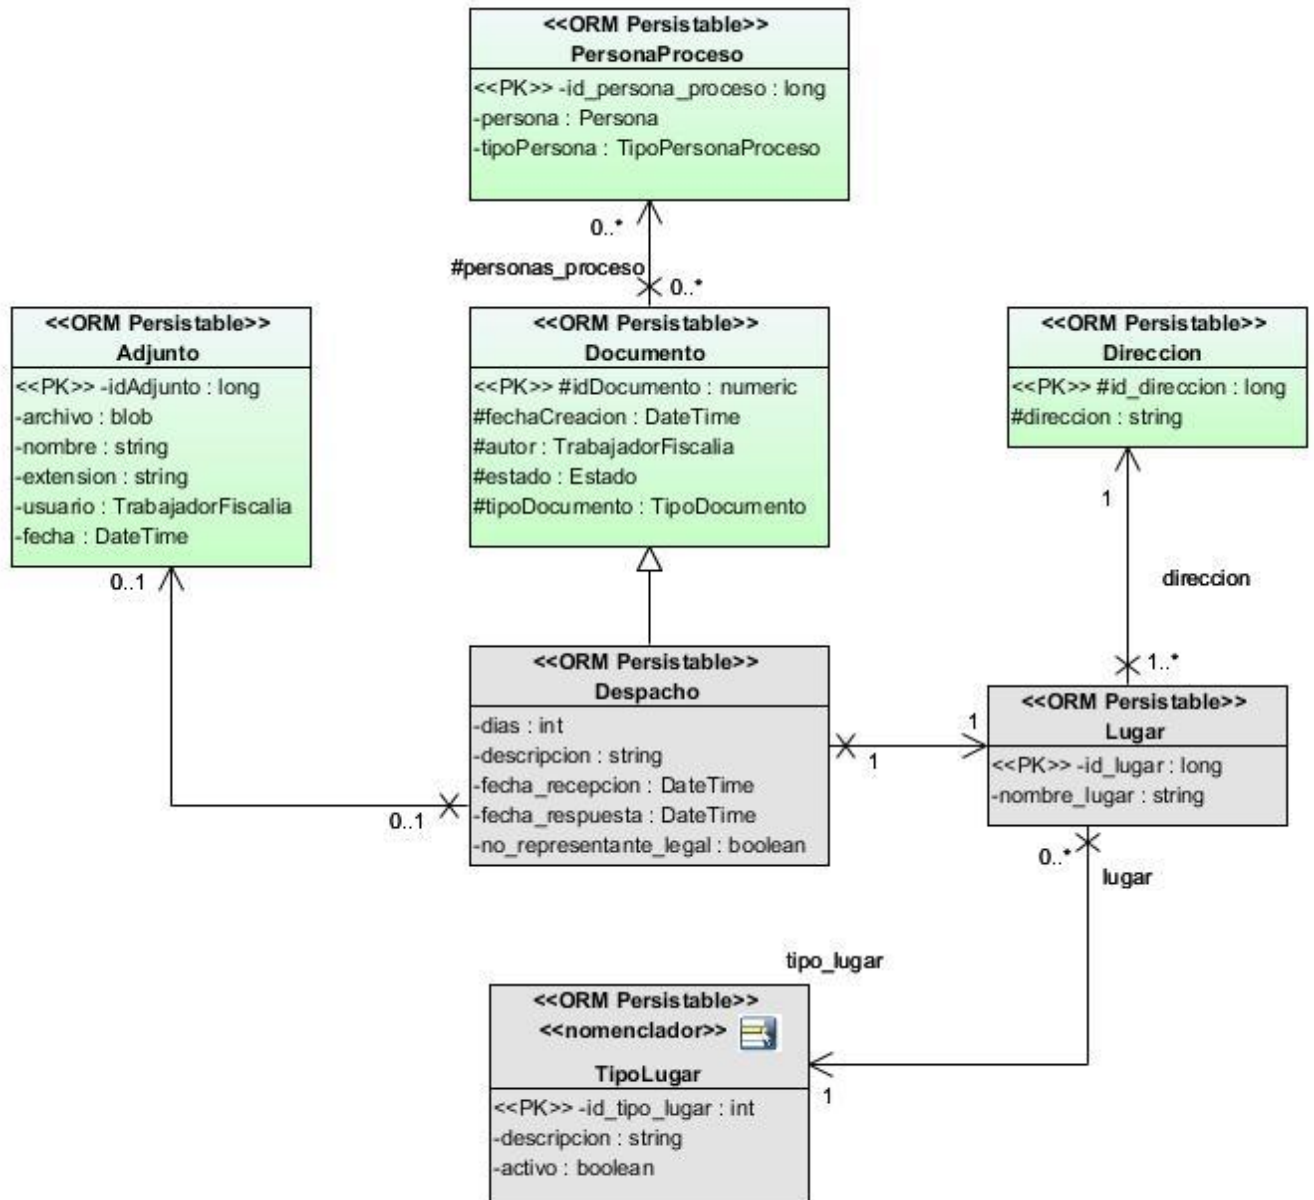 <<ORM Persistable>>
PersonaProceso
<<PK>> -id_persona_proceso : long
-persona : Persona
-tipoPersona : TipoPersonaProceso
0..*
#personas_proceso
0..*
<<ORM Persistable>>
Adjunto
<<PK>> -idAdjunto : long
-archivo : blob
-nombre : string
-extension : string
-usuario : TrabajadorFiscalia
-fecha : DateTime
0..1
<<ORM Persistable>>
Documento
<<PK>> #idDocumento : numeric
#fechaCreacion : DateTime
#autor : TrabajadorFiscalia
#estado : Estado
#tipoDocumento : TipoDocumento
<<ORM Persistable>>
Direccion
<<PK>> #id_direccion : long
#direccion : string
1
direccion
1..*
<<ORM Persistable>>
Despacho
-dias : int
-descripcion : string
-fecha_recepcion : DateTime
-fecha_respuesta : DateTime
-no_representante_legal : boolean
0..1
1
1
<<ORM Persistable>>
Lugar
<<PK>> -id_lugar : long
-nombre_lugar : string
0..*
lugar
tipo_lugar
<<ORM Persistable>>
<<nomenclador>>
TipoLugar
<<PK>> -id_tipo_lugar : int
-descripcion : string
-activo : boolean
1